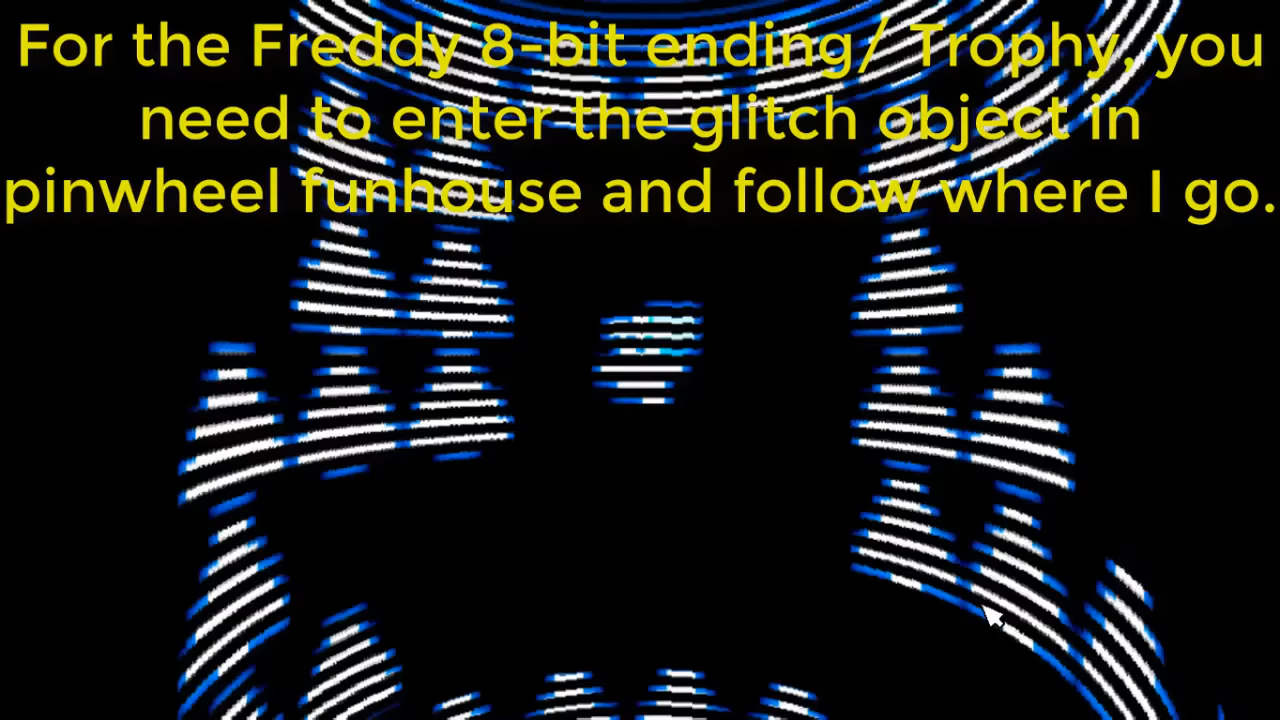 For the Freddy 8-bit ending/ Trophy, you
need to enter the glitch object in
pinwheel funhouse and follow where I go.